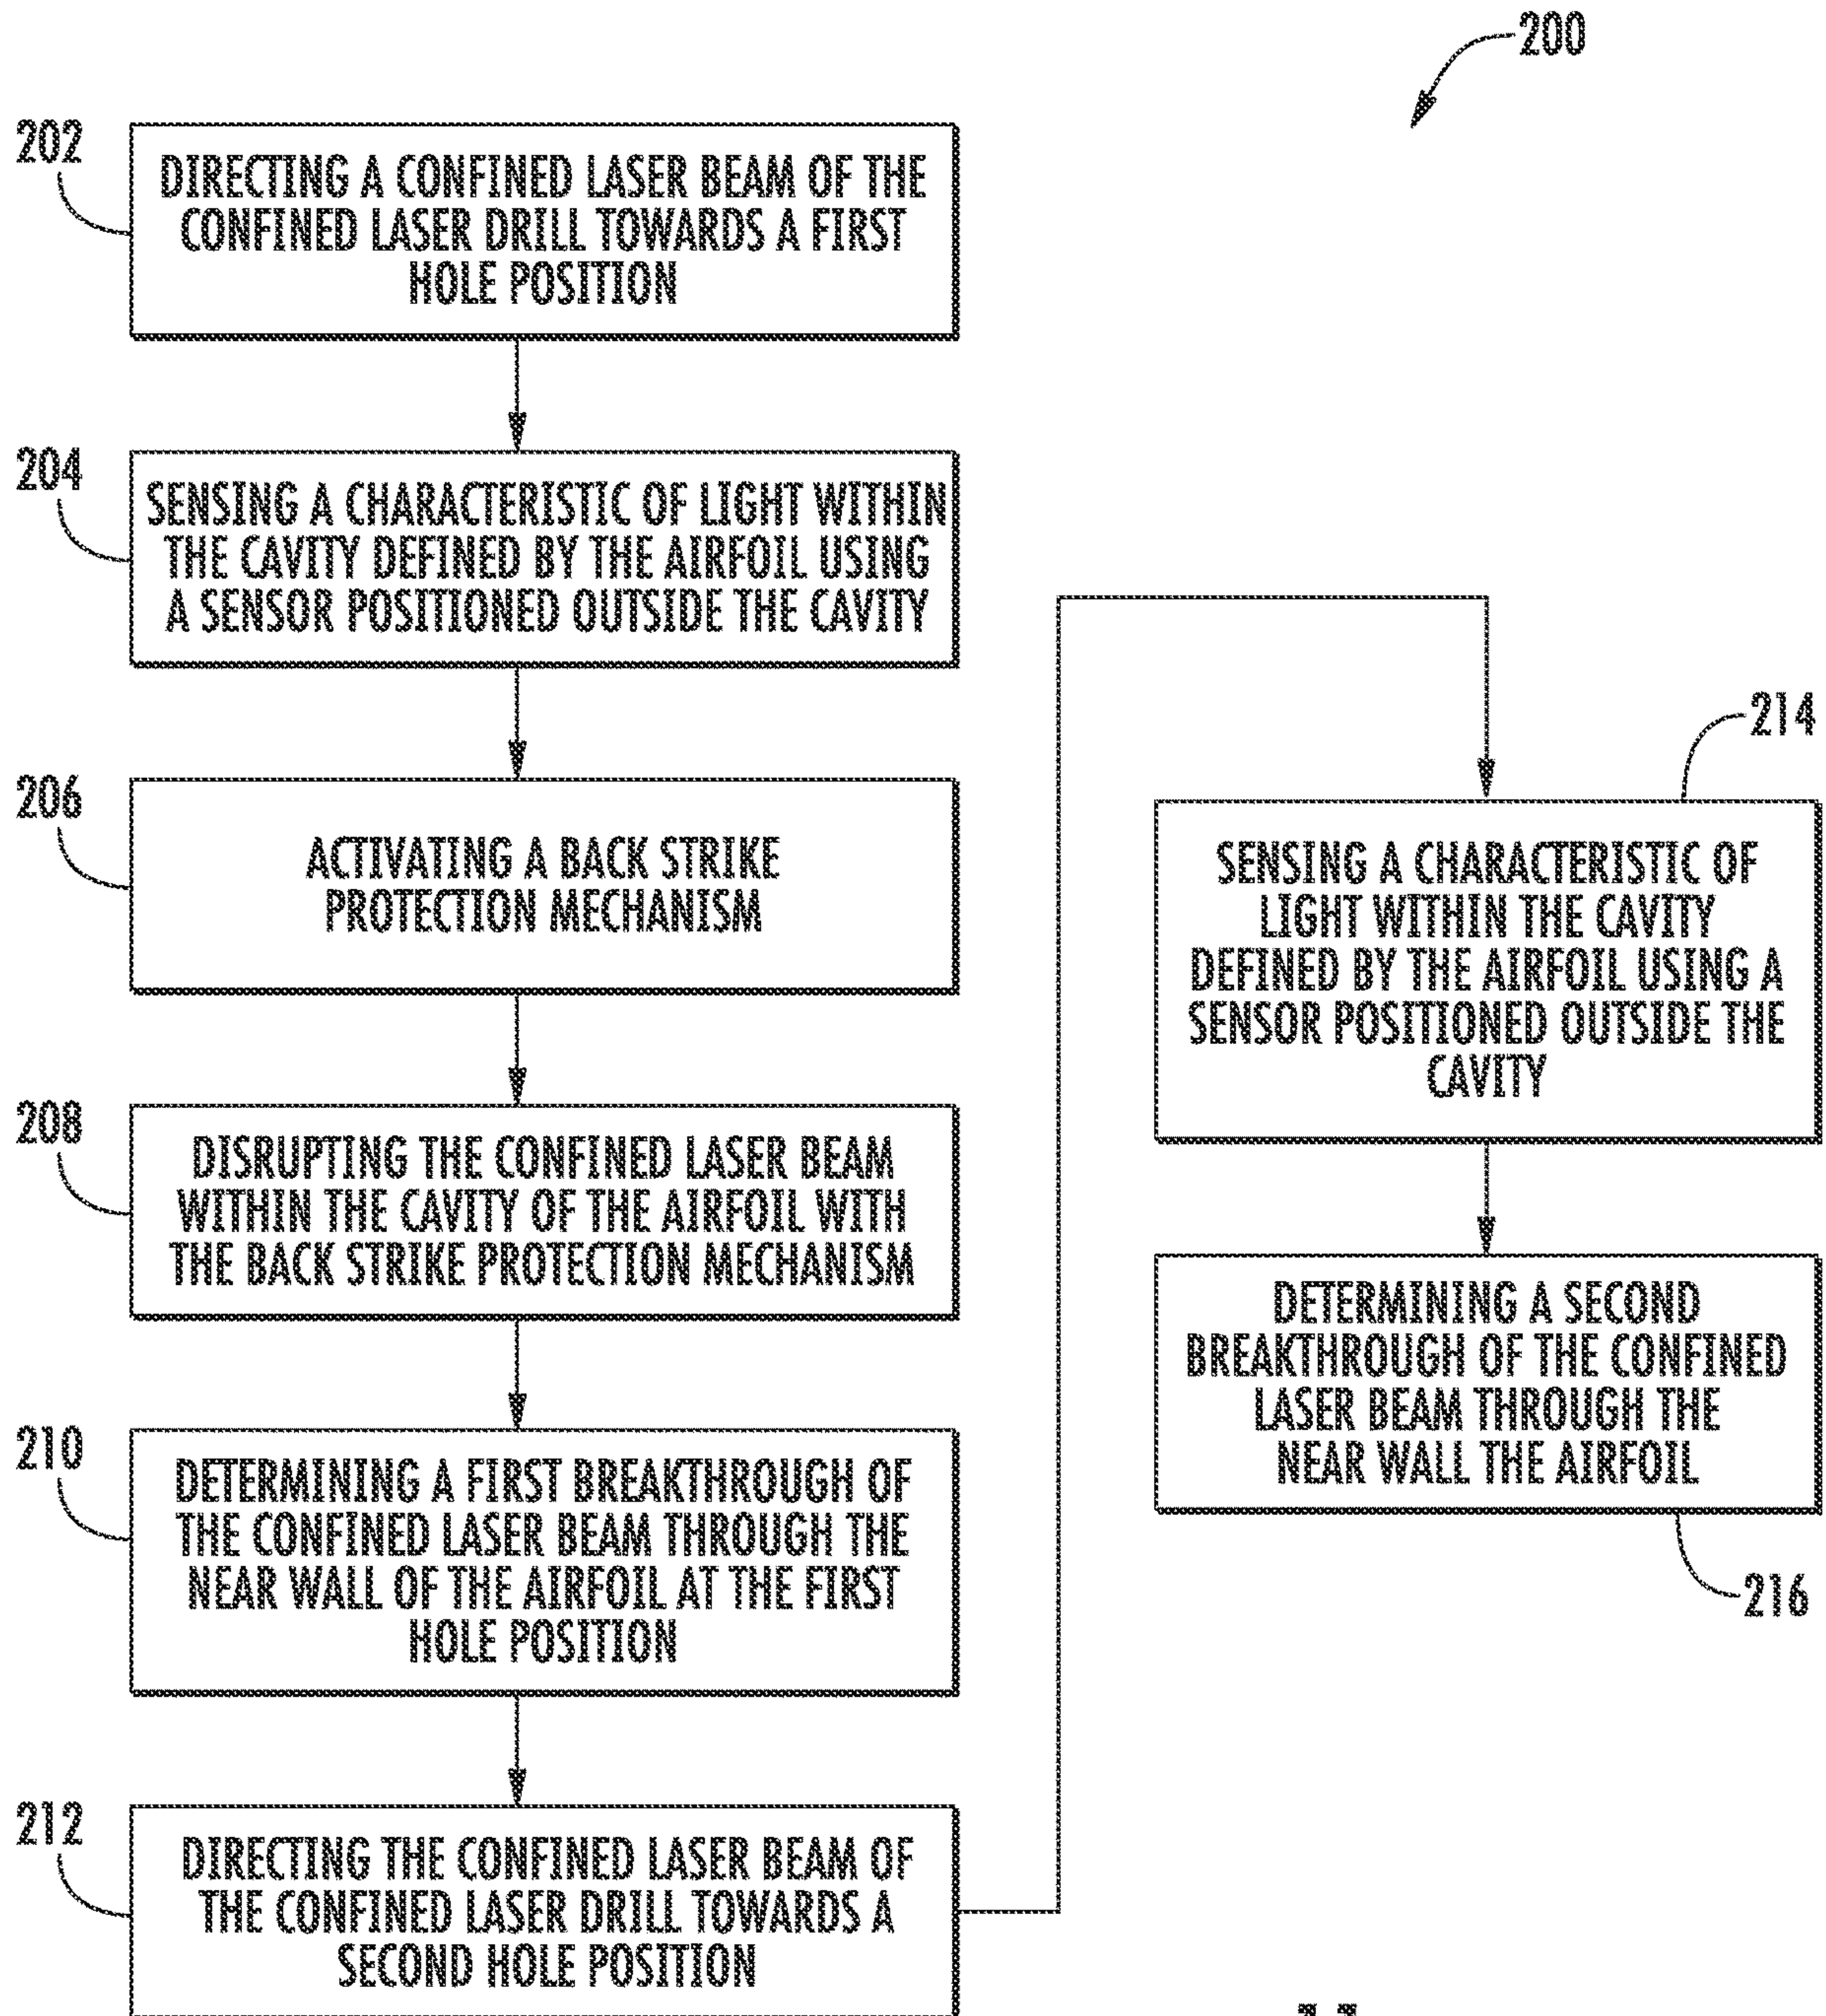 200
202
DIRECTING A CONFINED LASER BEAM OF THE
CONFINED LASER DRILL TOWARDS A FIRST
HOLE POSITION
204
SENSING A CHARACTERISTIC OF LIGHT WITHIN
THE CAVITY DEFINED BY THE AIRFOIL USING
A SENSOR POSITIONED OUTSIDE THE CAVITY
206
ACTIVATING A BACK STRIKE
PROTECTION MECHANISM
208
DISRUPTING THE CONFINED LASER BEAM
WITHIN THE CAVITY OF THE AIRFOIL WITH
THE BACK STRIKE PROTECTION MECHANISM
210
DETERMINING A FIRST BREAKTHROUGH OF
THE CONFINED LASER BEAM THROUGH THE
NEAR WALL OF THE AIRFOIL AT THE FIRST
HOLE POSITION
212
DIRECTING THE CONFINED LASER BEAM OF
THE CONFINED LASER DRILL TOWARDS A
SECOND HOLE POSITION
214
SENSING A CHARACTERISTIC OF
LIGHT WITHIN THE CAVITY
DEFINED BY THE AIRFOIL USING A
SENSOR POSITIONED OUTSIDE THE
CAVITY
DETERMINING A SECOND
BREAKTHROUGH OF THE CONFINED
LASER BEAM THROUGH THE
NEAR WALL THE AIRFOIL
216